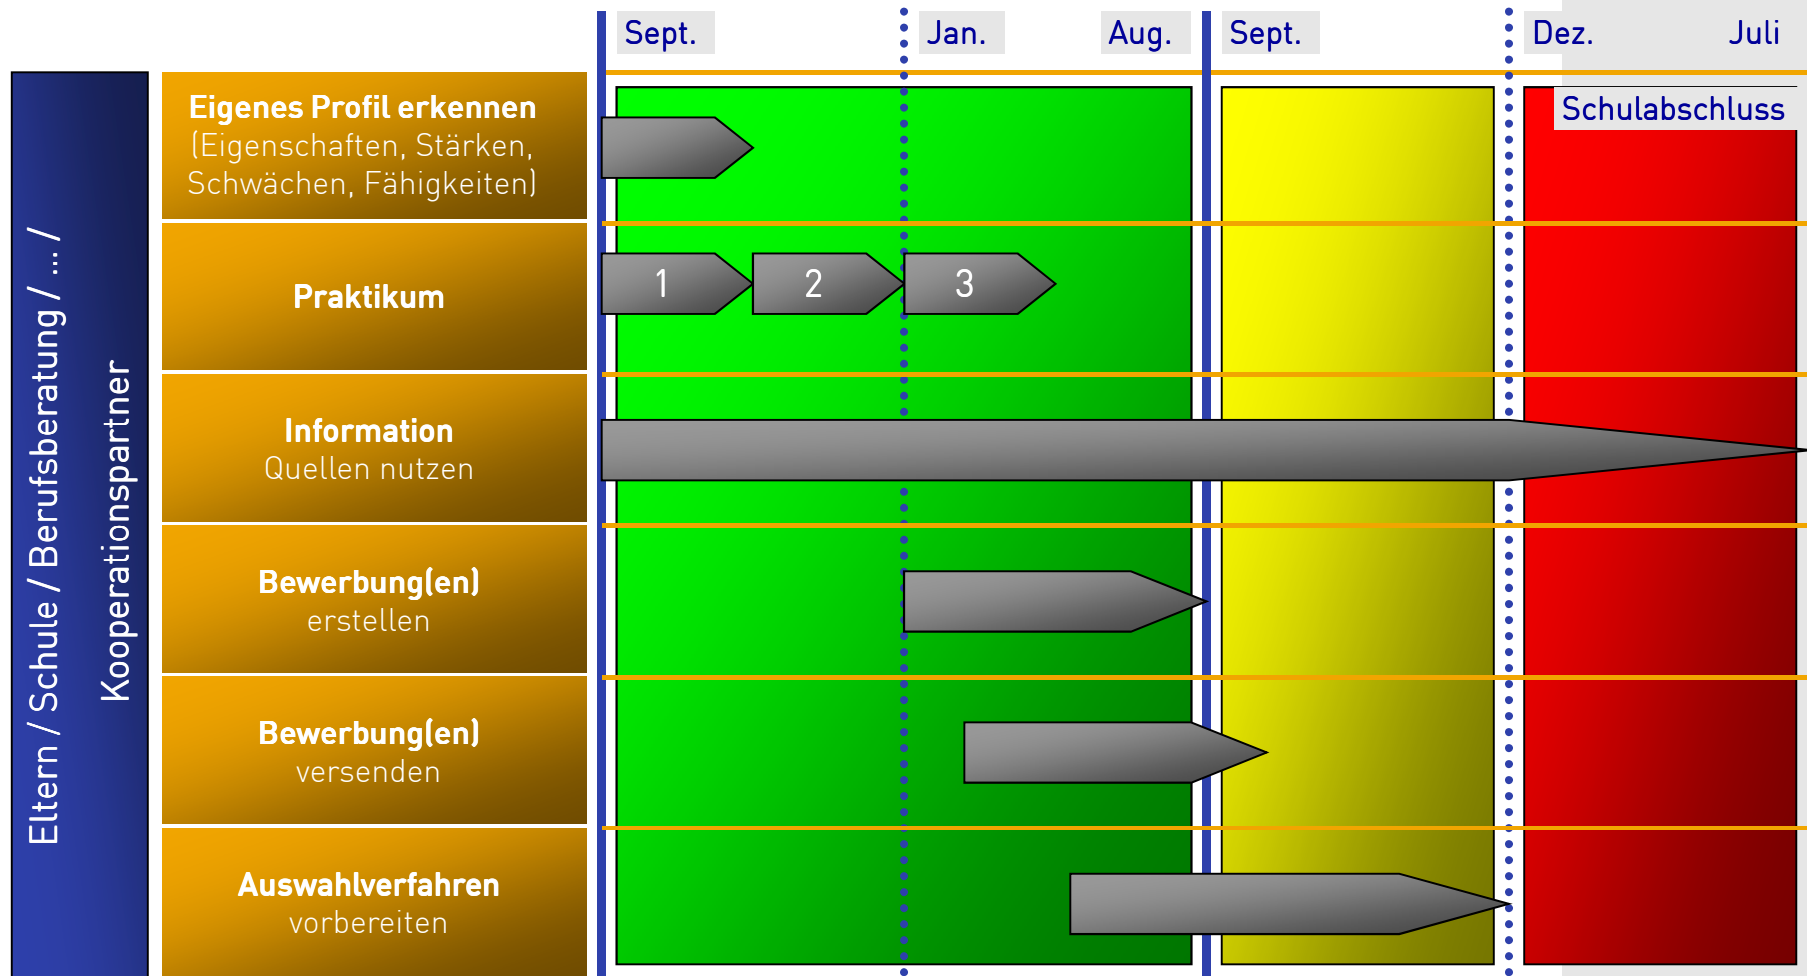 Sept.
Jan.
Aug.
Sept.
Dez.
Juli
Schulabschluss
Eltern / Schule / Berufsberatung / ... /
Kooperationspartner
Eigenes Profil erkennen
(Eigenschaften, Stärken,
Schwächen, Fähigkeiten)
Praktikum
1
2
3
Information
Quellen nutzen
Bewerbung(en)
erstellen
Bewerbung(en)
versenden
Auswahlverfahren
vorbereiten